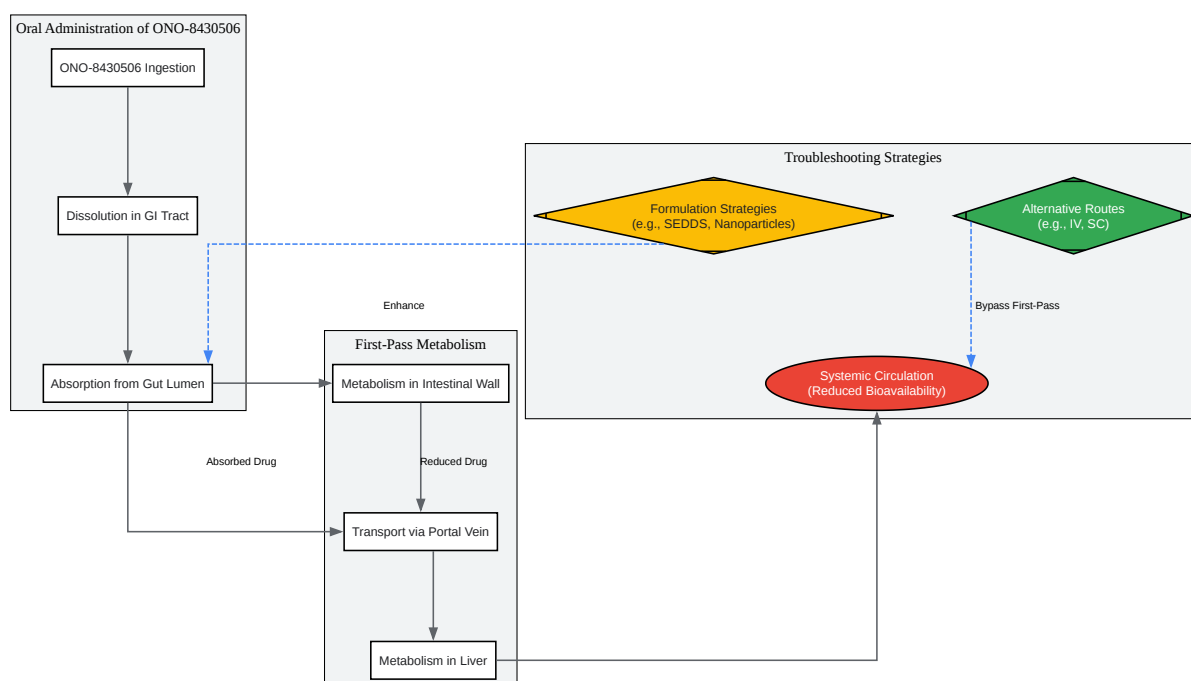 Oral Administration of ONO-8430506
ONO-8430506 Ingestion
Dissolution in GI Tract
Absorption from Gut Lumen
Absorbed Drug
Enhance
First-Pass Metabolism
Metabolism in Intestinal Wall
Reduced Drug
Transport via Portal Vein
Metabolism in Liver
Troubleshooting Strategies
Formulation Strategies
(e.g., SEDDS, Nanoparticles)
Alternative Routes
(e.g., IV, SC)
Bypass First-Pass
Systemic Circulation
(Reduced Bioavailability)